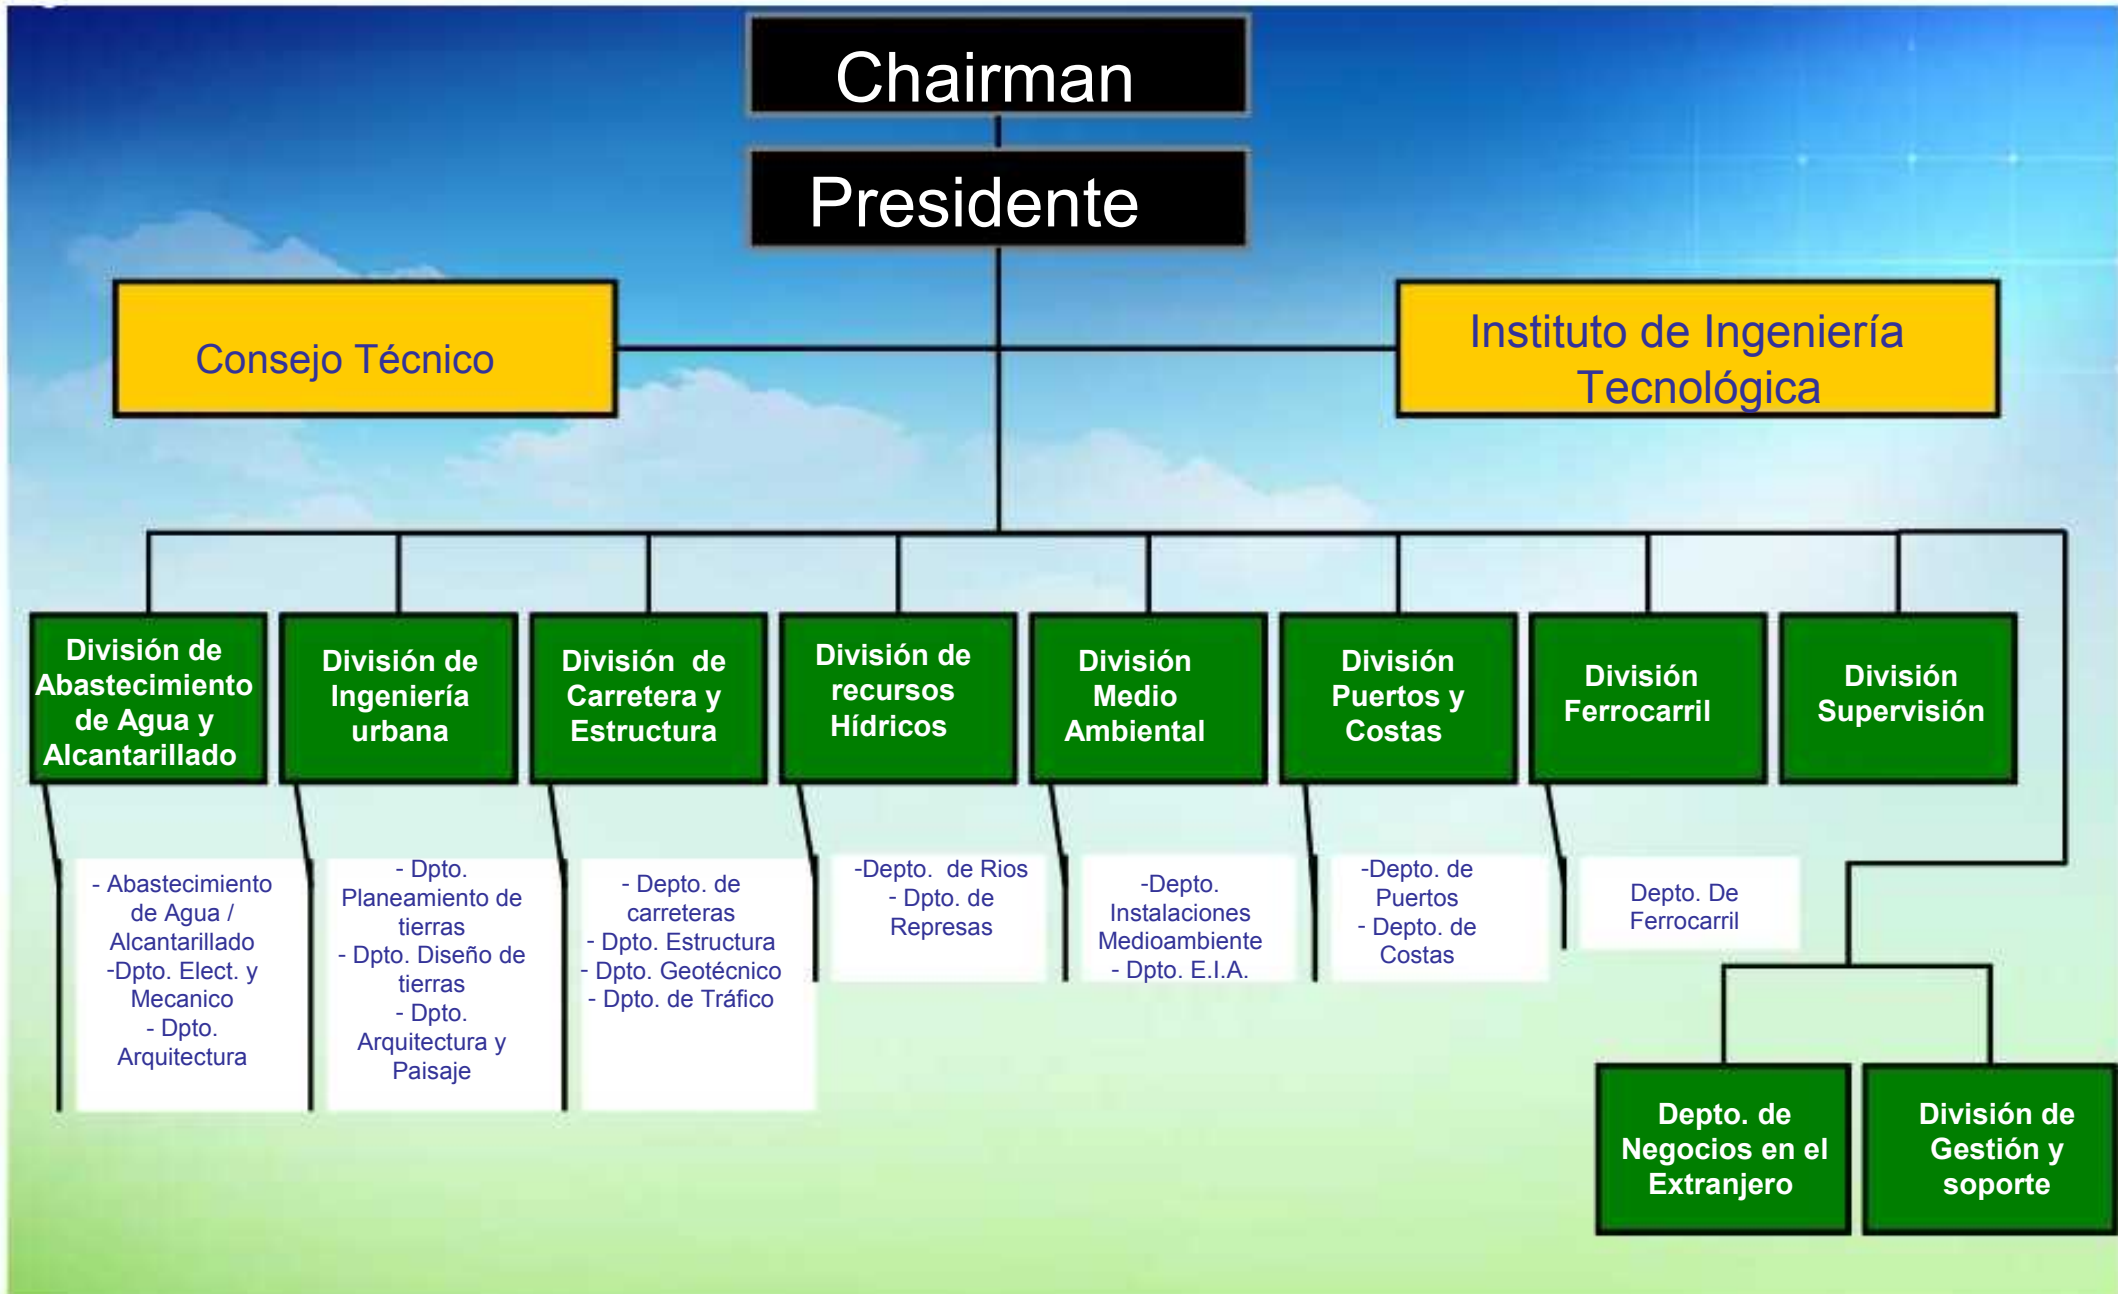 Chairman
Presidente
Consejo Técnico
Instituto de Ingeniería
Tecnológica
División de
Abastecimiento
de Agua y
Alcantarillado
División de
Ingeniería
urbana
División de
Carretera y
Estructura
División de
recursos
Hídricos
División
Medio
Ambiental
División
Puertos y
Costas
División
Ferrocarril
División
Supervisión
- Abastecimiento
de Agua /
Alcantarillado
-Dpto. Elect. y
Mecanico
- Dpto.
Arquitectura
- Dpto.
Planeamiento de
tierras
- Dpto. Diseño de
tierras
- Dpto.
Arquitectura y
Paisaje
- Depto. de
carreteras
- Dpto. Estructura
- Dpto. Geotécnico
- Dpto. de Tráfico
-Depto. de Rios
- Dpto. de
Represas
-Depto.
Instalaciones
Medioambiente
- Dpto. E.I.A.
-Depto. de
Puertos
- Depto. de
Costas
Depto. De
Ferrocarril
Depto. de
Negocios en el
Extranjero
División de
Gestión y
soporte